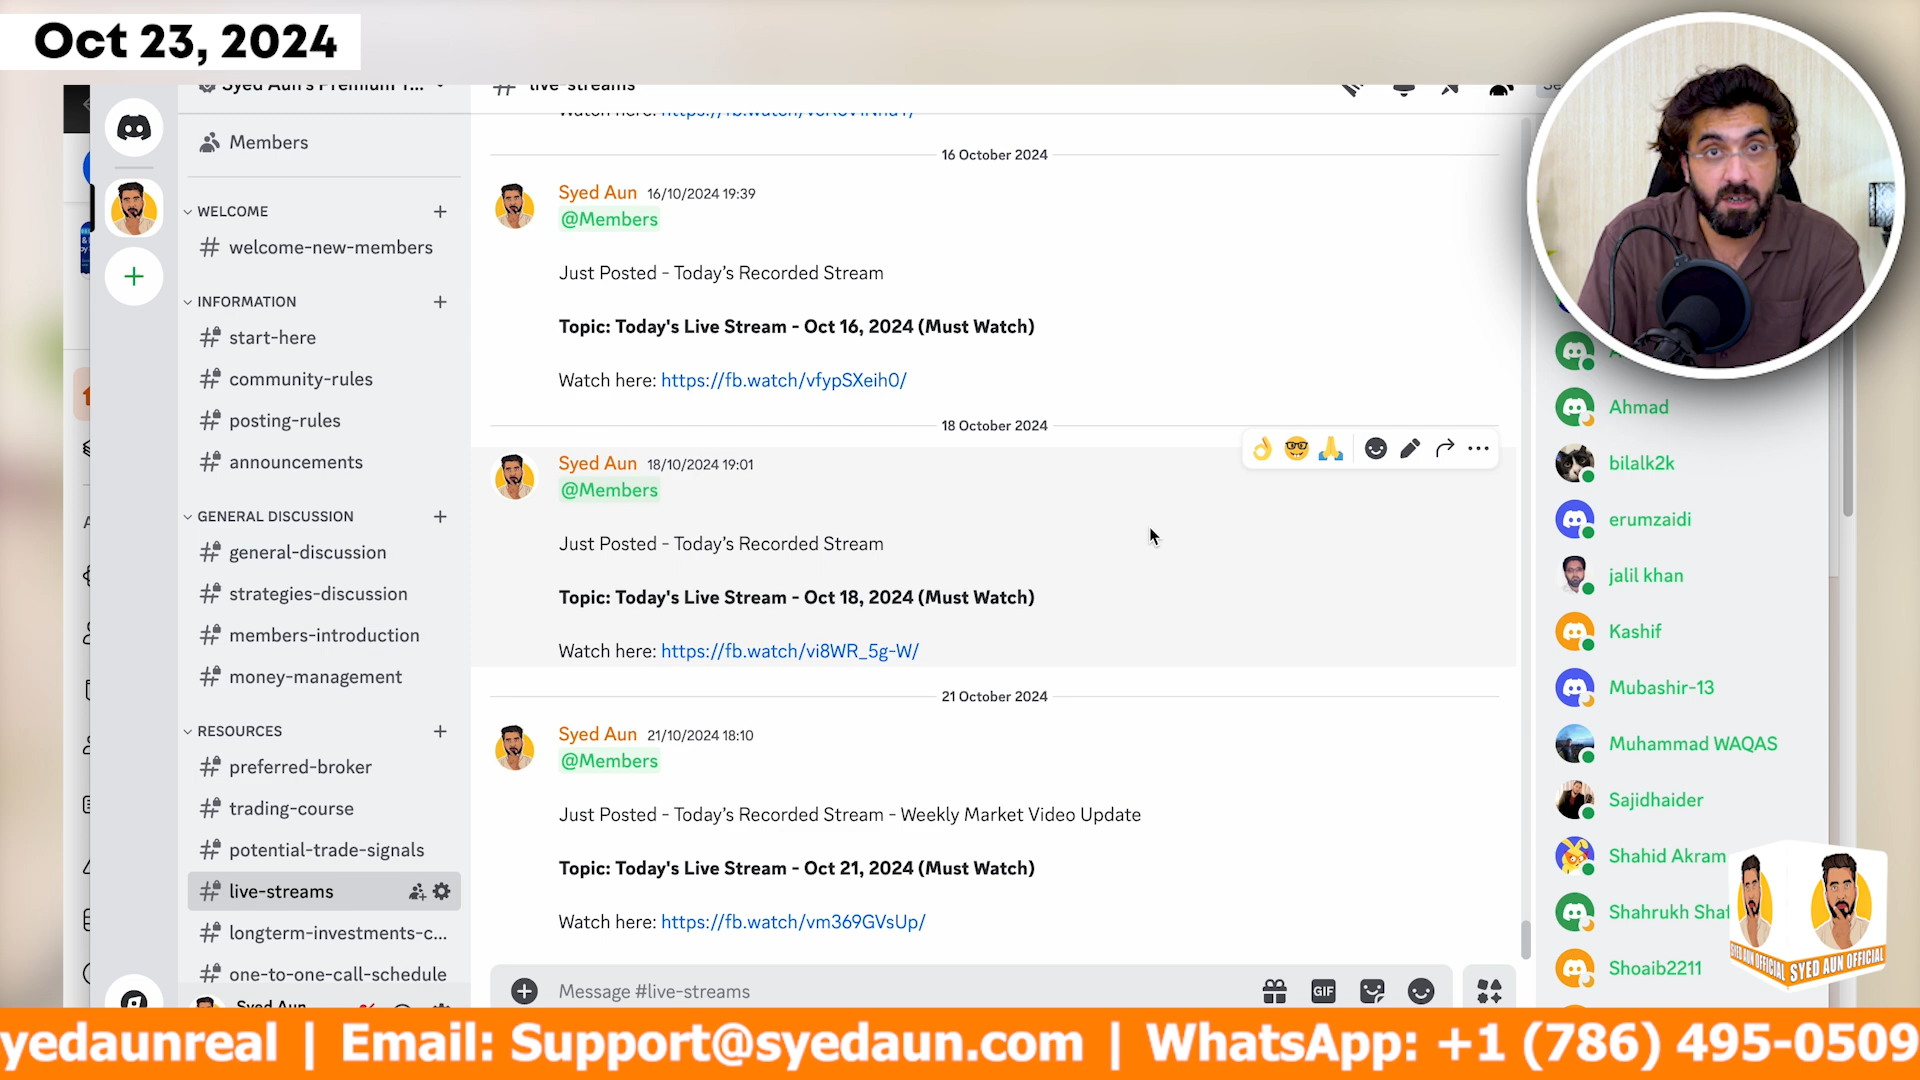 Oct 23, 2024
Syed Aun's Premium T...
live-streams
Members
WELCOME
welcome-new-members
INFORMATION
start-here
community-rules
posting-rules
announcements
GENERAL DISCUSSION
general-discussion
strategies-discussion
members-introduction
money-management
RESOURCES
preferred-broker
trading-course
potential-trade-signals
live-streams
longterm-investments-c...
one-to-one-call-schedule
Syed Aun
16 October 2024
Syed Aun 16/10/2024 19:39
@Members
Just Posted - Today's Recorded Stream
Topic: Today's Live Stream - Oct 16, 2024 (Must Watch)
Watch here: https://fb.watch/vfypSXeih0/
18 October 2024
Syed Aun 18/10/2024 19:01
@Members
Just Posted - Today's Recorded Stream
Topic: Today's Live Stream - Oct 18, 2024 (Must Watch)
Watch here: https://fb.watch/vi8WR_5g-W/
21 October 2024
Syed Aun 21/10/2024 18:10
@Members
Just Posted - Today's Recorded Stream - Weekly Market Video Update
Topic: Today's Live Stream - Oct 21, 2024 (Must Watch)
Watch here: https://fb.watch/vm369GVsUp/
Message #live-streams
GIF
Ahmad
bilalk2k
erumzaidi
jalil khan
Kashif
Mubashir-13
Muhammad WAQAS
Sajidhaider
Shahid Akram
Shahrukh Shaf
Shoaib2211
SYED AUN OFFICIAL
yedaunreal | Email: Support@syedaun.com | WhatsApp: +1 (786) 495-0509